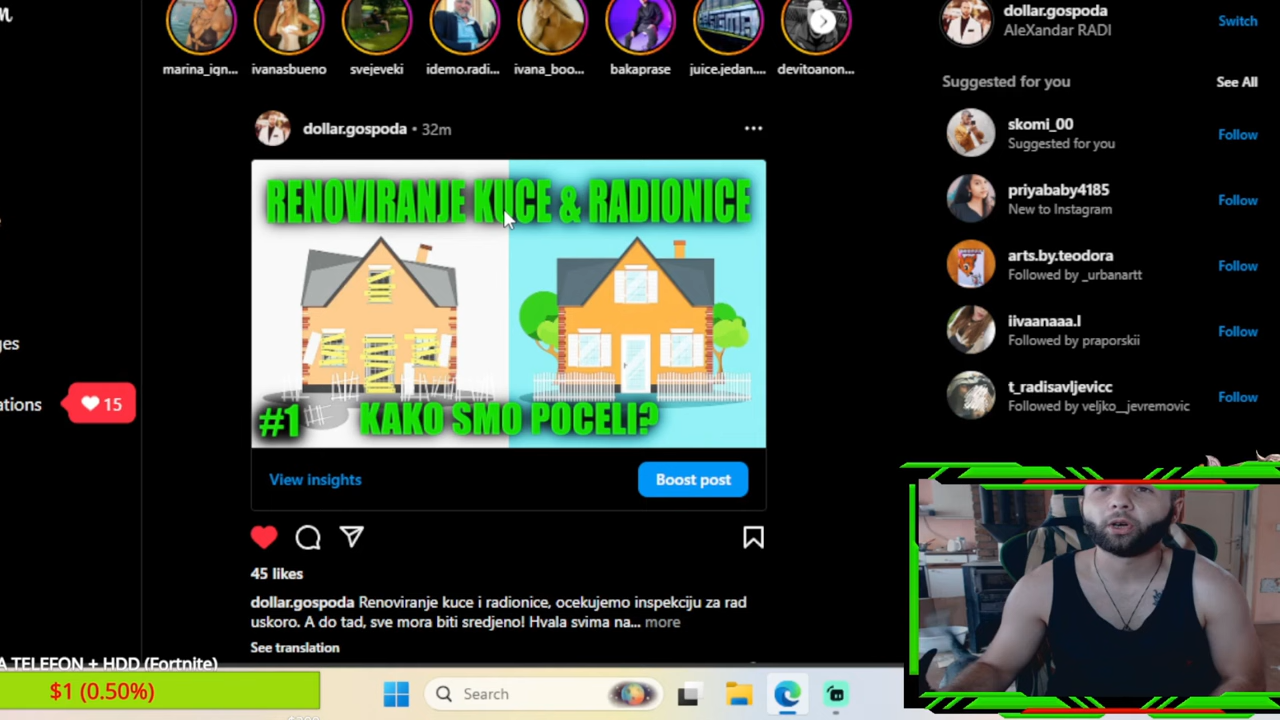 marina_ign...
ivanasbueno
svejeveki
idemo.radi...
ivana_boo...
bakaprase
juice.jedan....
devitoanon...
dollar.gospoda
AleXandar RADI
Switch
Suggested for you
See All
skomi_00
Suggested for you
Follow
priyababy4185
New to Instagram
Follow
arts.by.teodora
Followed by _urbanartt
Follow
iivaanaaa.l
Followed by praporskii
Follow
t_radisavljevicc
Followed by veljko__jevremovic
Follow
dollar.gospoda • 32m
RENOVIRANJE KUCE & RADIONICE
#1 KAKO SMO POCELI?
View insights
Boost post
45 likes
dollar.gospoda Renoviranje kuce i radionice, ocekujemo inspekciju za rad
uskoro. A do tad, sve mora biti sredjeno! Hvala svima na... more
See translation
ges
ations
15
A TELEFON + HDD (Fortnite)
$1 (0.50%)
Search